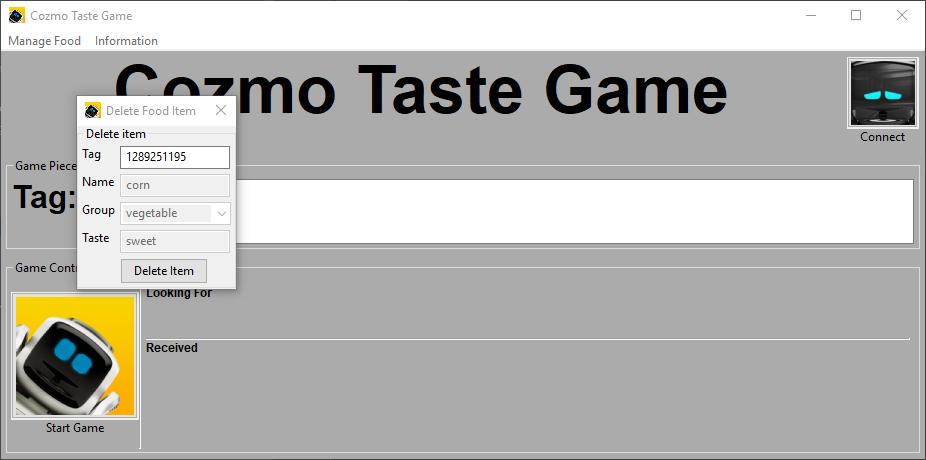 Cozmo Taste Game
Manage Food Information
Cozmo Taste Game
Connect
Delete Food Item
Delete item
Tag 1289251195
Name corn
Group vegetable
Taste sweet
Delete Item
Game Piece
Tag:
Game Contr
Looking For
Received
Start Game